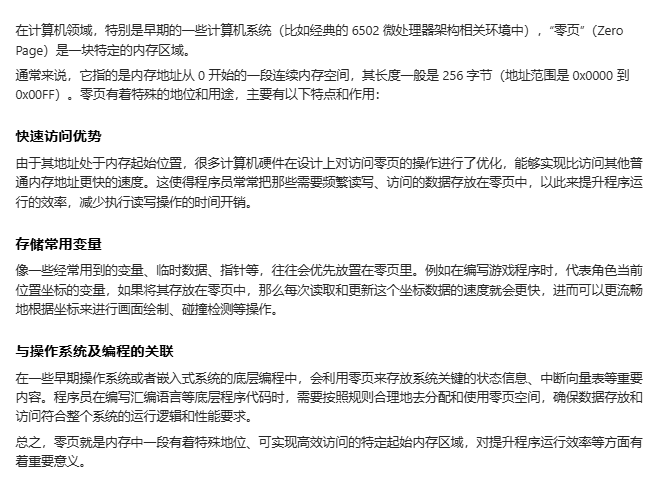 在计算机领域，特别是早期的一些计算机系统（比如经典的 6502 微处理器架构相关环境中），“零页”（Zero
Page）是一块特定的内存区域。
通常来说，它指的是内存地址从 0 开始的一段连续内存空间，其长度一般是 256 字节（地址范围是 0x0000 到
0x00FF）。零页有着特殊的地位和用途，主要有以下特点和作用：
快速访问优势
由于其地址处于内存起始位置，很多计算机硬件在设计上对访问零页的操作进行了优化，能够实现比访问其他普
通内存地址更快的速度。这使得程序员常常把那些需要频繁读写、访问的数据存放在零页中，以此来提升程序运
行的效率，减少执行读写操作的时间开销。
存储常用变量
像一些经常用到的变量、临时数据、指针等，往往会优先放置在零页里。例如在编写游戏程序时，代表角色当前
位置坐标的变量，如果将其存放在零页中，那么每次读取和更新这个坐标数据的速度就会更快，进而可以更流畅
地根据坐标来进行画面绘制、碰撞检测等操作。
与操作系统及编程的关联
在一些早期操作系统或者嵌入式系统的底层编程中，会利用零页来存放系统关键的状态信息、中断向量表等重要
内容。程序员在编写汇编语言等底层程序代码时，需要按照规则合理地去分配和使用零页空间，确保数据存放和
访问符合整个系统的运行逻辑和性能要求。
总之，零页就是内存中一段有着特殊地位、可实现高效访问的特定起始内存区域，对提升程序运行效率等方面有
着重要意义。